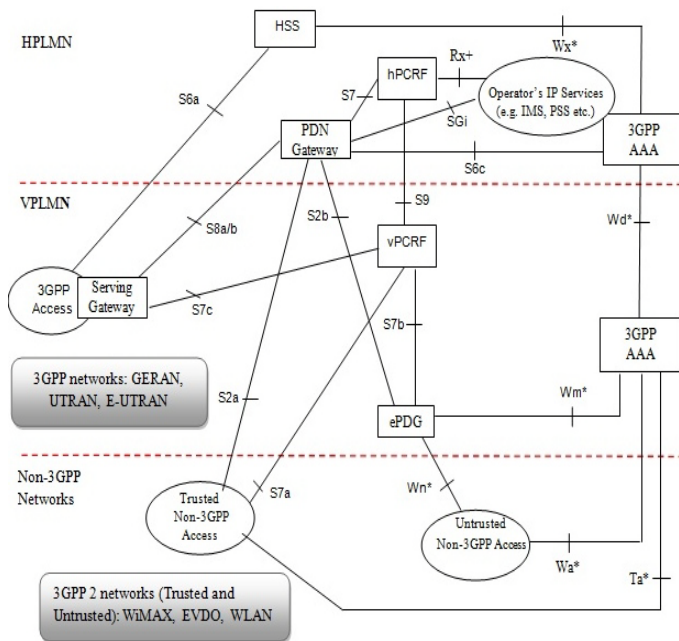 HSS
HPLMN
Wx*
Rx+
hPCRF
S7
Operator's IP Services
(e.g. IMS, PSS etc.)
S6a
SGi
PDN
Gateway
3GPP
AAA
S6c
VPLMN
S9
S2b
Wd*
S8a/b
vPCRF
3GPP
Access
Serving
Gateway
S7c
S7b
3GPP
AAA
3GPP networks: GERAN,
UTRAN, E-UTRAN
S2a
Wm*
ePDG
Non-3GPP
Networks
Trusted
Non-3GPP
Access
S7a
Wn*
Untrusted
Non-3GPP Access
Wa*
Ta*
3GPP 2 networks (Trusted and
Untrusted): WiMAX, EVDO, WLAN